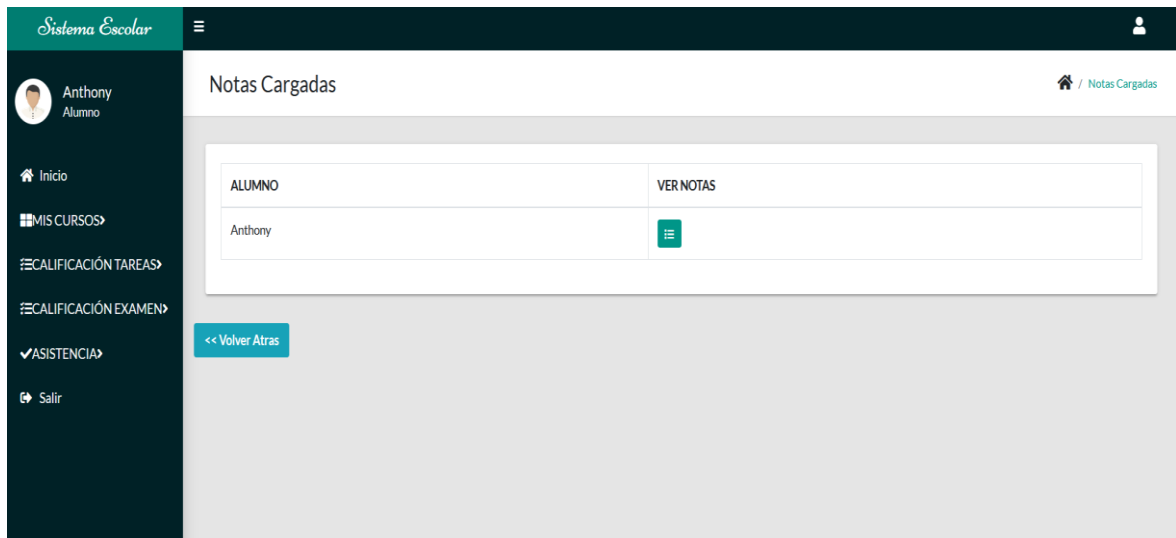 Sistema Escolar
Anthony
Alumno
Inicio
MIS CURSOS
CALIFICACIÓN TAREAS
CALIFICACIÓN EXAMEN
ASISTENCIA
Salir
Notas Cargadas
/ Notas Cargadas
ALUMNO VER NOTAS
Anthony
<< Volver Atras